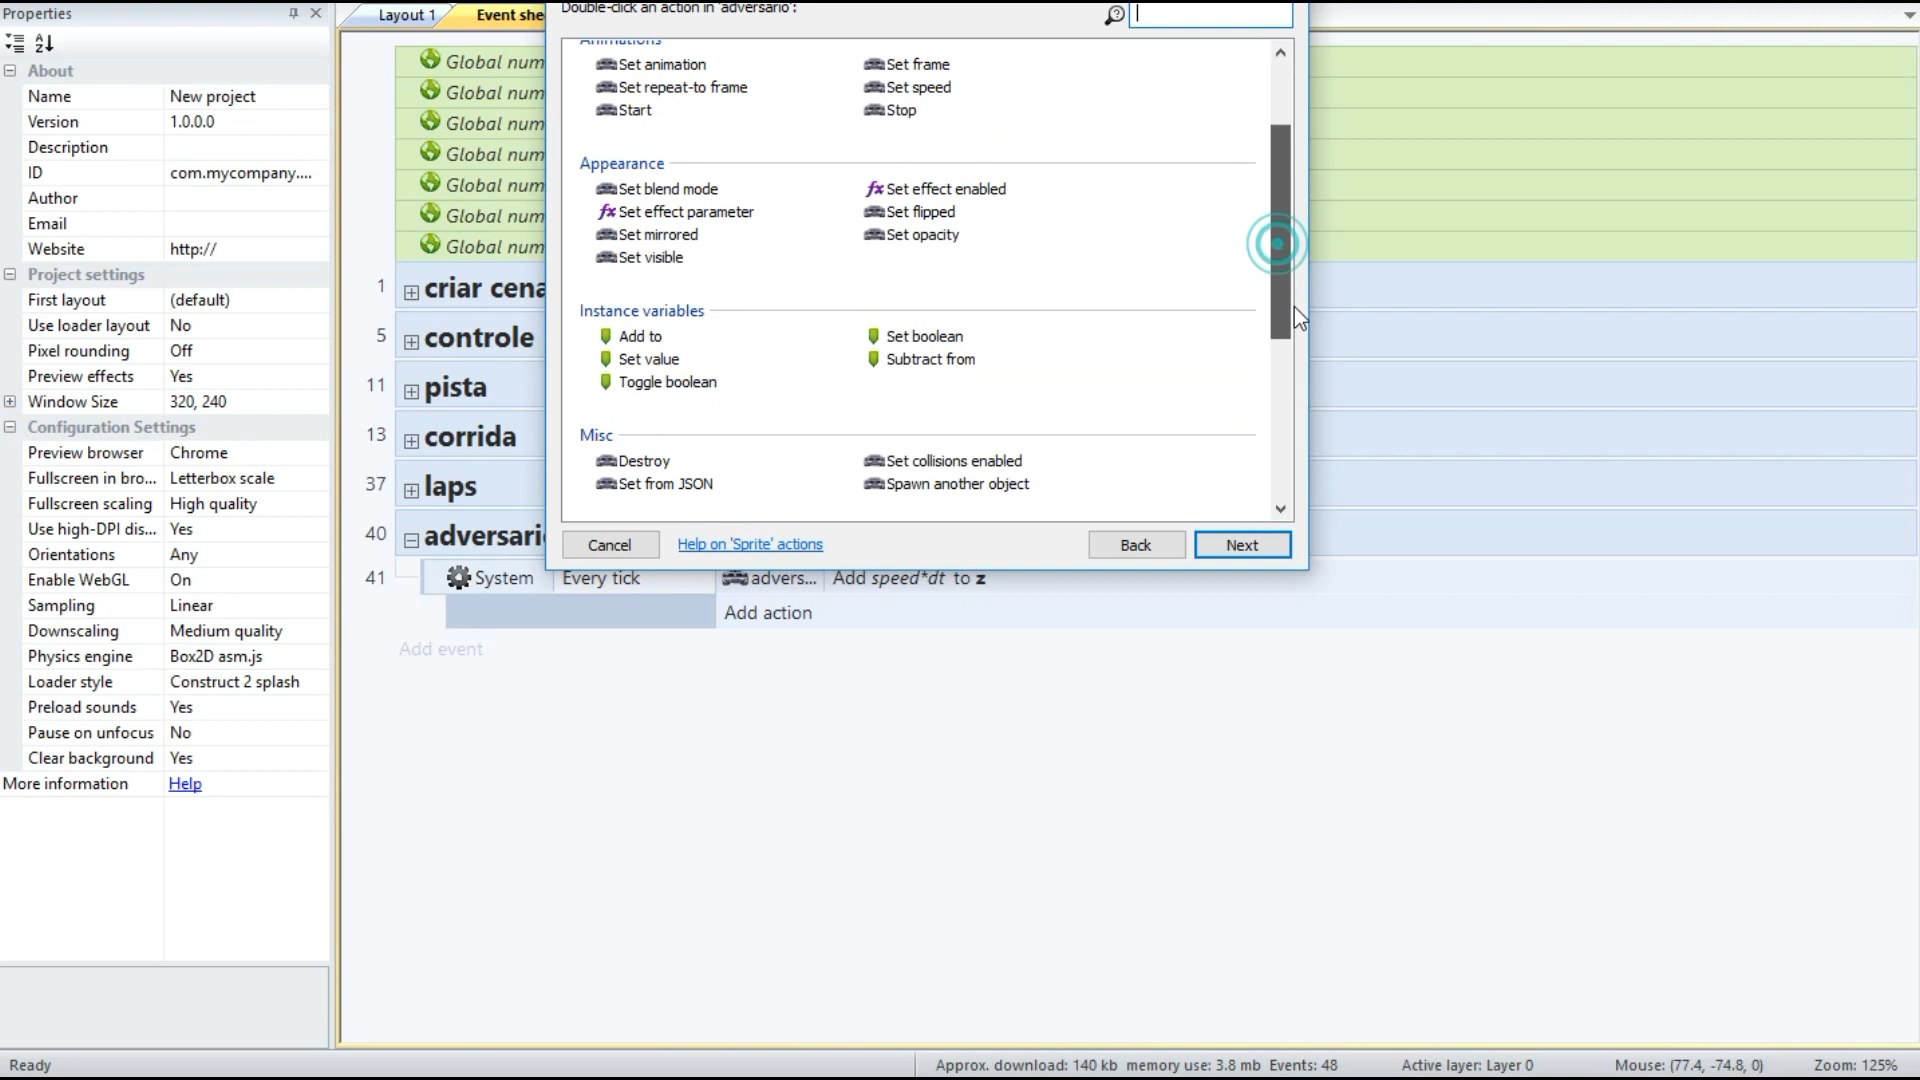 Properties
About
Name New project
Version 1.0.0.0
Description
ID com.mycompany....
Author
Email
Website http://
Project settings
First layout (default)
Use loader layout No
Pixel rounding Off
Preview effects Yes
Window Size 320, 240
Configuration Settings
Preview browser Chrome
Fullscreen in bro... Letterbox scale
Fullscreen scaling High quality
Use high-DPI dis... Yes
Orientations Any
Enable WebGL On
Sampling Linear
Downscaling Medium quality
Physics engine Box2D asm.js
Loader style Construct 2 splash
Preload sounds Yes
Pause on unfocus No
Clear background Yes
More information Help
Layout 1 Event she
Global num
Global num
Global num
Global num
Global num
Global num
Global num
1 criar cena
5 controle
11 pista
13 corrida
37 laps
40 adversari
41 System Every tick advers... Add speed*dt to z
Add action
Add event
Double-click an action in 'adversario':
Animations
Set animation Set frame
Set repeat-to frame Set speed
Start Stop
Appearance
Set blend mode fx Set effect enabled
fx Set effect parameter Set flipped
Set mirrored Set opacity
Set visible
Instance variables
Add to Set boolean
Set value Subtract from
Toggle boolean
Misc
Destroy Set collisions enabled
Set from JSON Spawn another object
Cancel Help on 'Sprite' actions Back Next
Ready Approx. download: 140 kb memory use: 3.8 mb Events: 48 Active layer: Layer 0 Mouse: (77.4, -74.8, 0) Zoom: 125%